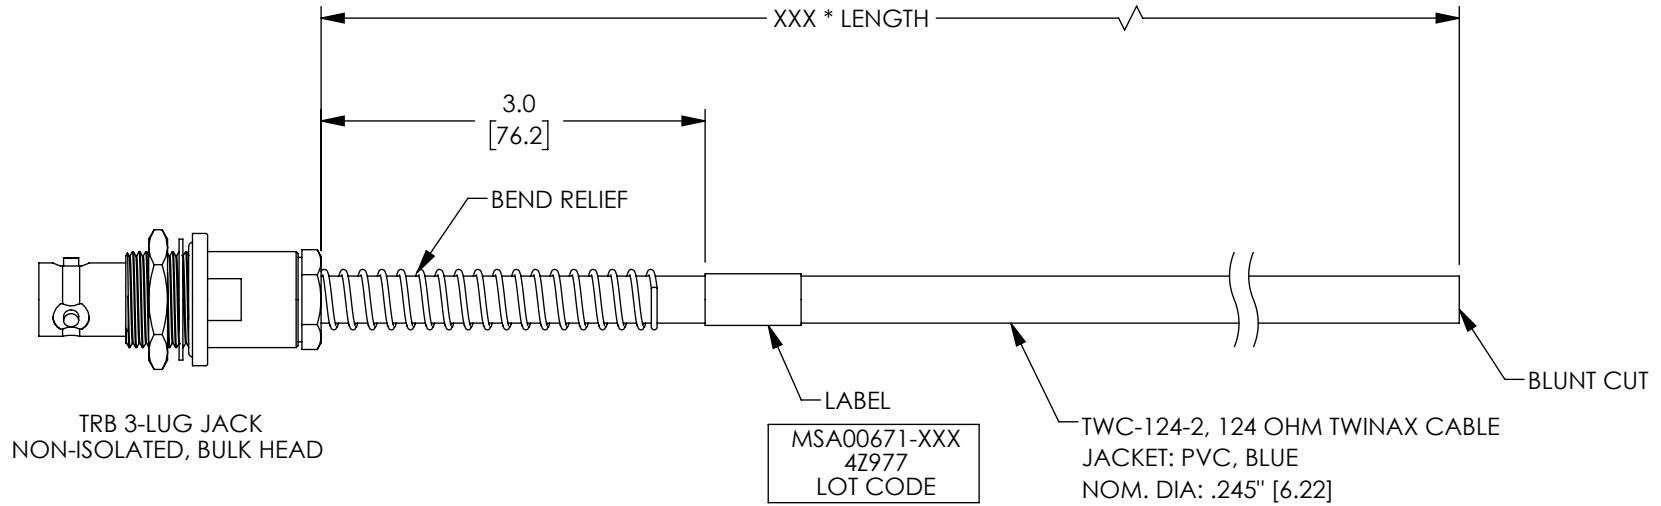 XXX * LENGTH
3.0
[76.2]
BEND RELIEF
BLUNT CUT
LABEL
MSA00671-XXX
4Z977
LOT CODE
TRB 3-LUG JACK
NON-ISOLATED, BULK HEAD
TWC-124-2, 124 OHM TWINAX CABLE
JACKET: PVC, BLUE
NOM. DIA: .245" [6.22]